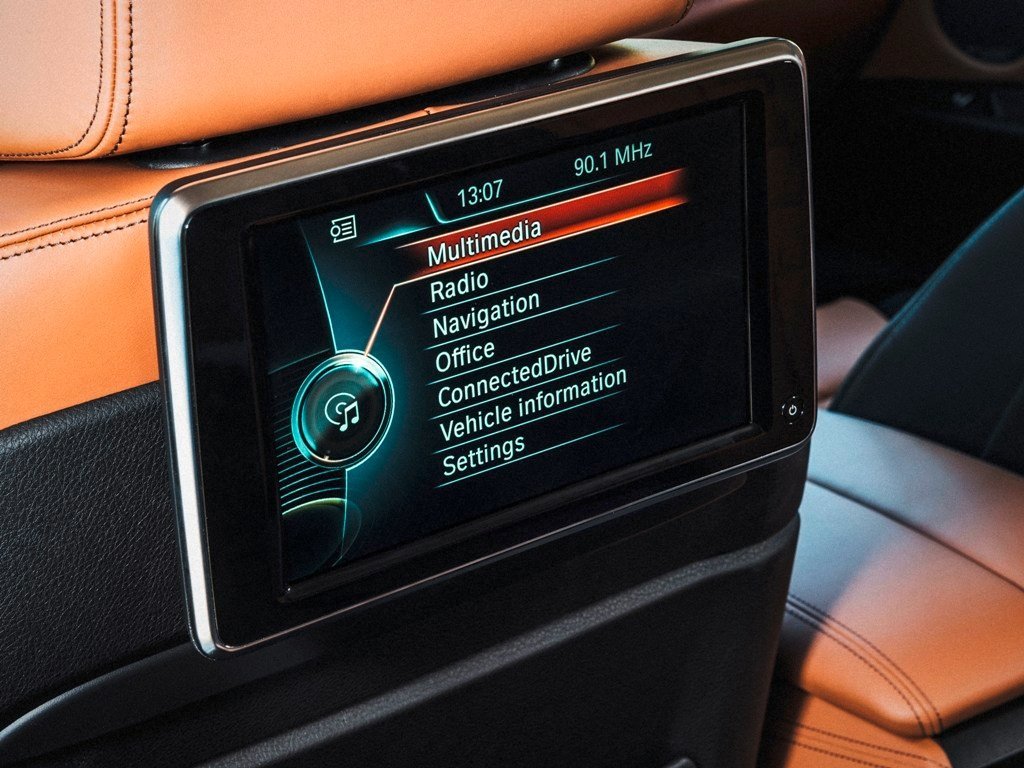 13:07
90.1 MHz
Multimedia
Radio
Navigation
Office
ConnectedDrive
Vehicle information
Settings